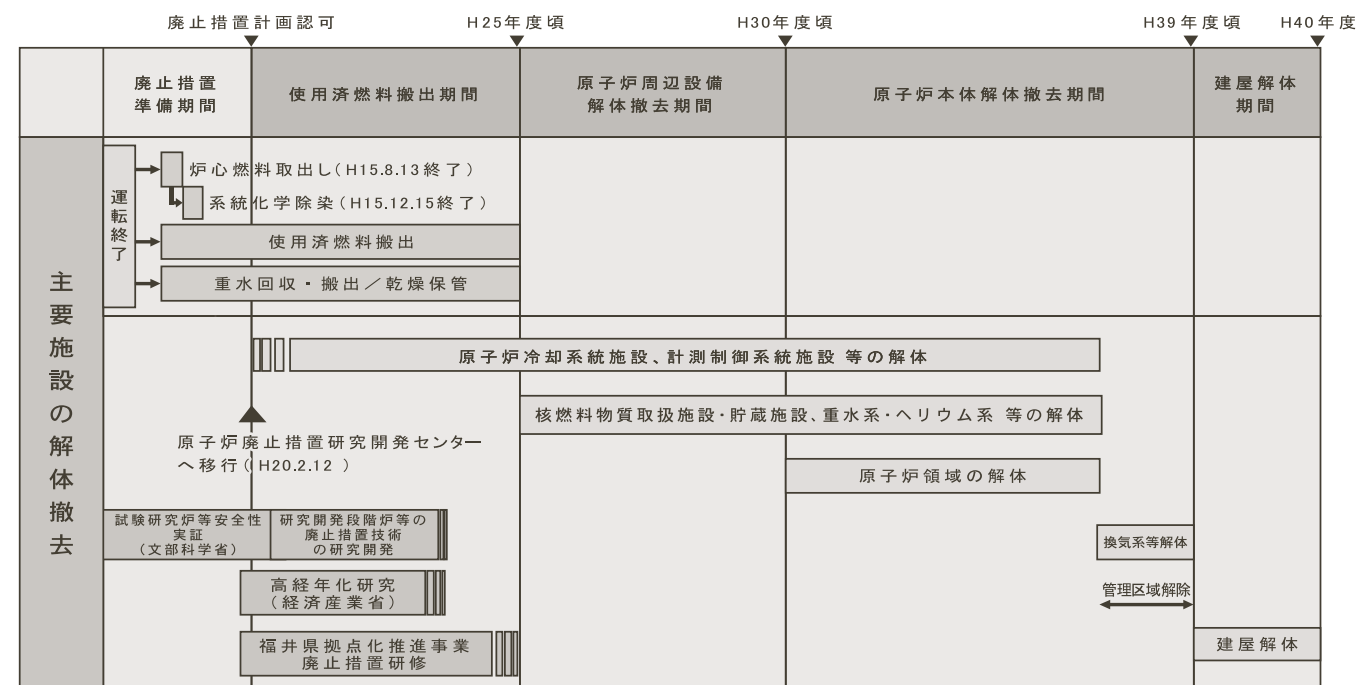 廃止措置計画認可
H25年度頃
H30年度頃
H39年度頃
H40年度
廃止措置
準備期間
使用済燃料搬出期間
原子炉周辺設備
解体撤去期間
原子炉本体解体撤去期間
建屋解体
期間
主要施設の解体撤去
運転終了
炉心燃料取出し(H15.8.13終了)
系統化学除染(H15.12.15終了)
使用済燃料搬出
重水回収・搬出／乾燥保管
原子炉冷却系統施設、計測制御系統施設 等の解体
核燃料物質取扱施設・貯蔵施設、重水系・ヘリウム系 等の解体
原子炉廃止措置研究開発センター
へ移行(H20.2.12 )
原子炉領域の解体
試験研究炉等安全性
実証
(文部科学省)
研究開発段階炉等の
廃止措置技術
の研究開発
換気系等解体
高経年化研究
(経済産業省)
管理区域解除
福井県拠点化推進事業
廃止措置研修
建屋解体